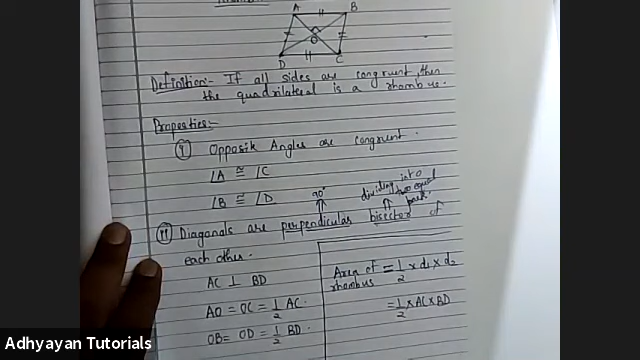 A B
O
D C
Definition:- If all sides are congruent, then
the quadrilateral is a rhombus.
Properties:-
(i) Opposite Angles are congruent.
∠A ≅ ∠C
∠B ≅ ∠D
90°
dividing into
two equal
part.
(ii) Diagonals are perpendicular bisector of
each other.
AC ⊥ BD
AO = OC = 1/2 AC.
OB = OD = 1/2 BD.
Area of rhombus = 1/2 × d1 × d2
= 1/2 × AC × BD
Adhyayan Tutorials